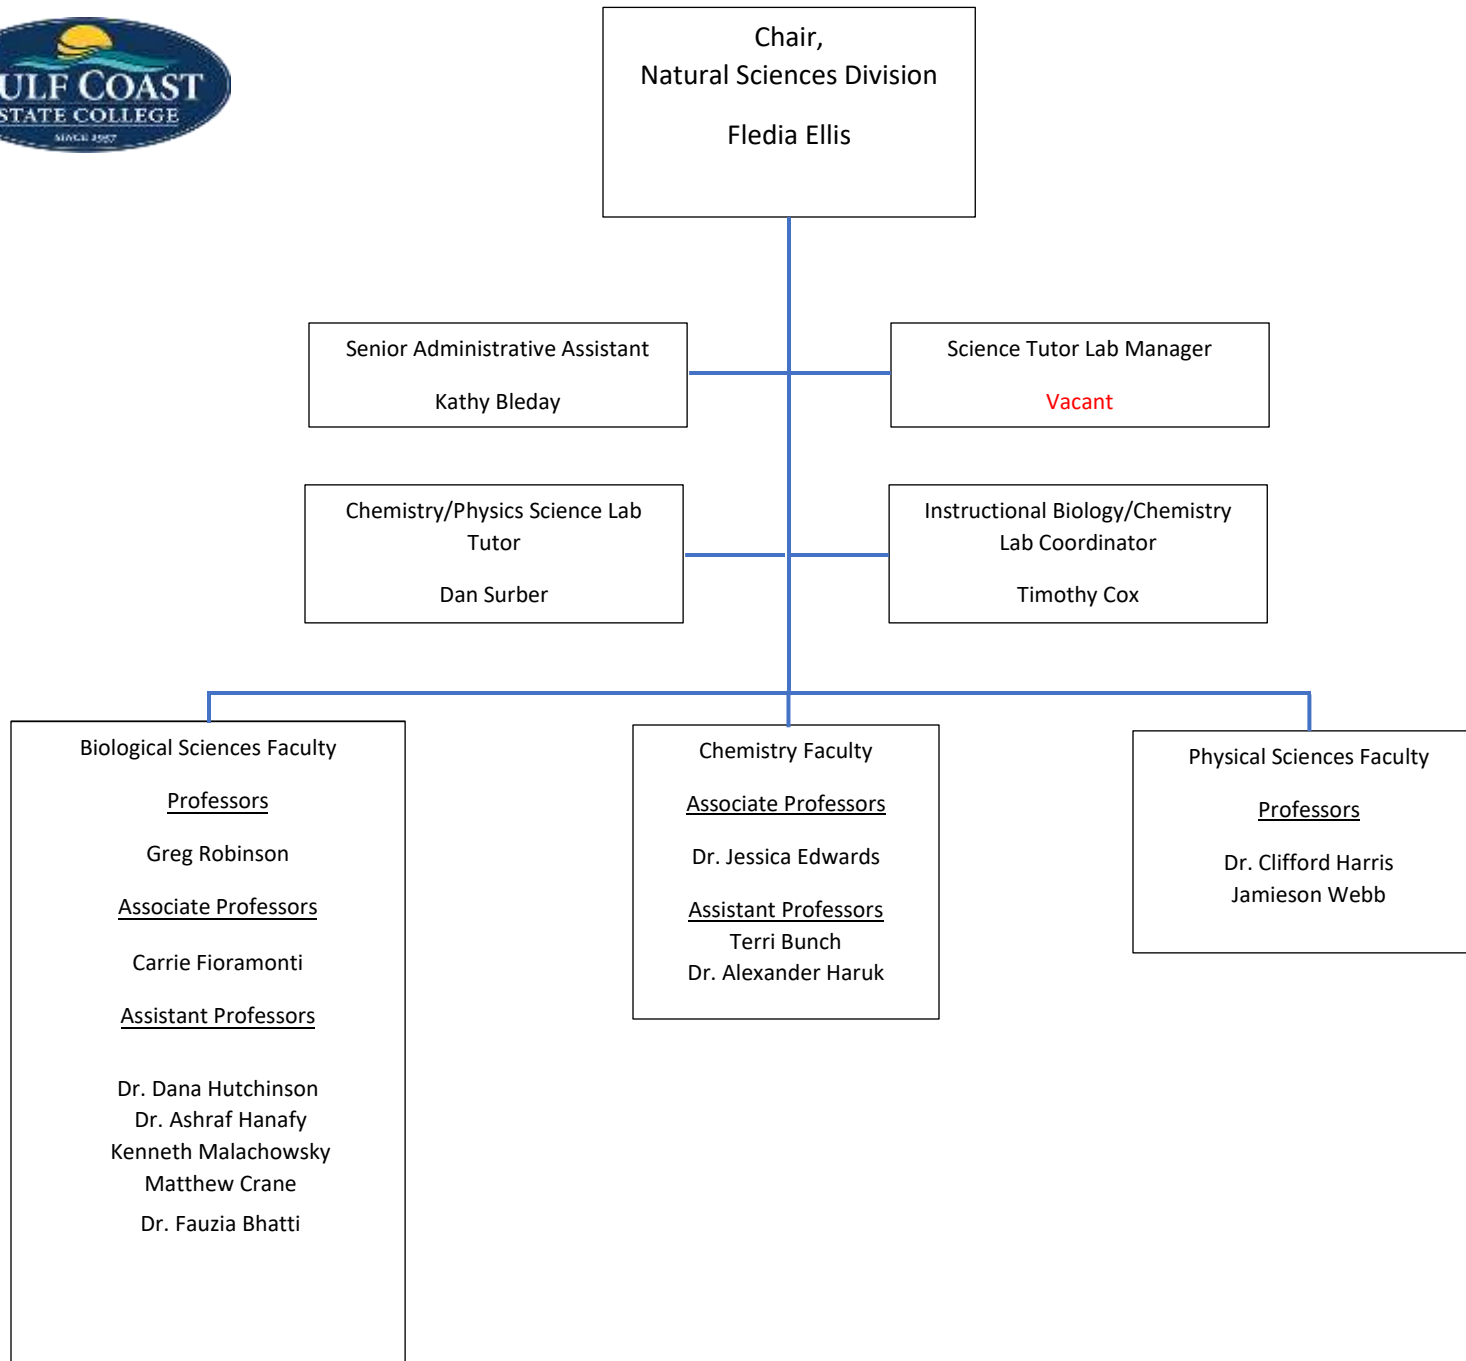 ULF COAST
STATE COLLEGE
SINCE 1957
Chair,
Natural Sciences Division
Fledia Ellis
Senior Administrative Assistant
Kathy Bleday
Science Tutor Lab Manager
Vacant
Chemistry/Physics Science Lab
Tutor
Dan Surber
Instructional Biology/Chemistry
Lab Coordinator
Timothy Cox
Biological Sciences Faculty
Professors
Greg Robinson
Associate Professors
Carrie Fioramonti
Assistant Professors
Dr. Dana Hutchinson
Dr. Ashraf Hanafy
Kenneth Malachowsky
Matthew Crane
Dr. Fauzia Bhatti
Chemistry Faculty
Associate Professors
Dr. Jessica Edwards
Assistant Professors
Terri Bunch
Dr. Alexander Haruk
Physical Sciences Faculty
Professors
Dr. Clifford Harris
Jamieson Webb